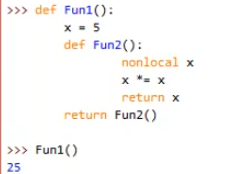 >>> def Fun1():
        x = 5
        def Fun2():
                nonlocal x
                x *= x
                return x
        return Fun2()

>>> Fun1()
25